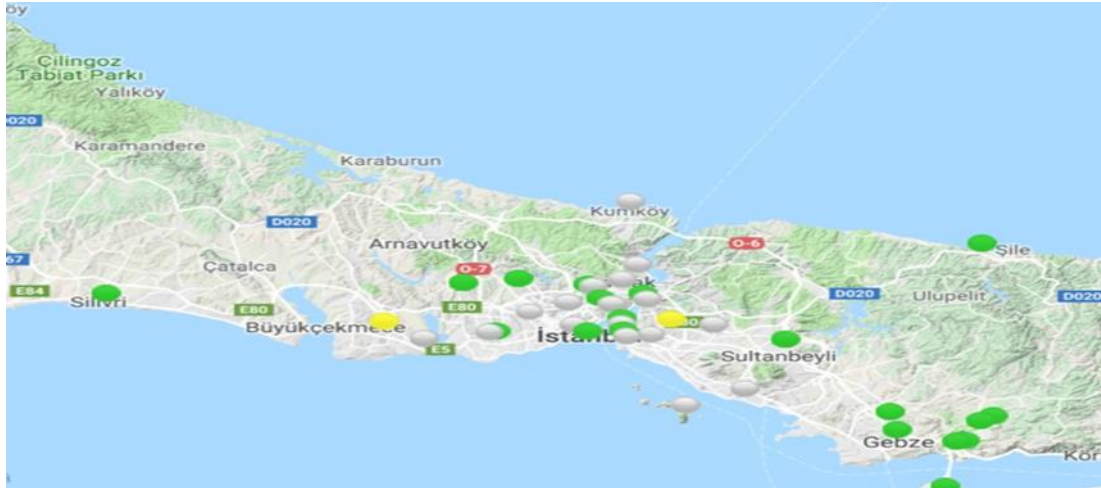 Çilingoz
Tabiat Parkı
Yalıköy
D020
Karamandere
Karaburun
Kumköy
D020
Arnavutköy
O-6
Şile
Çatalca
O-7
E84
Silivri
E80
E80
D020
Ulupelit
D020
Büyükçekmece
E5
İstanbul
Sultanbeyli
Gebze